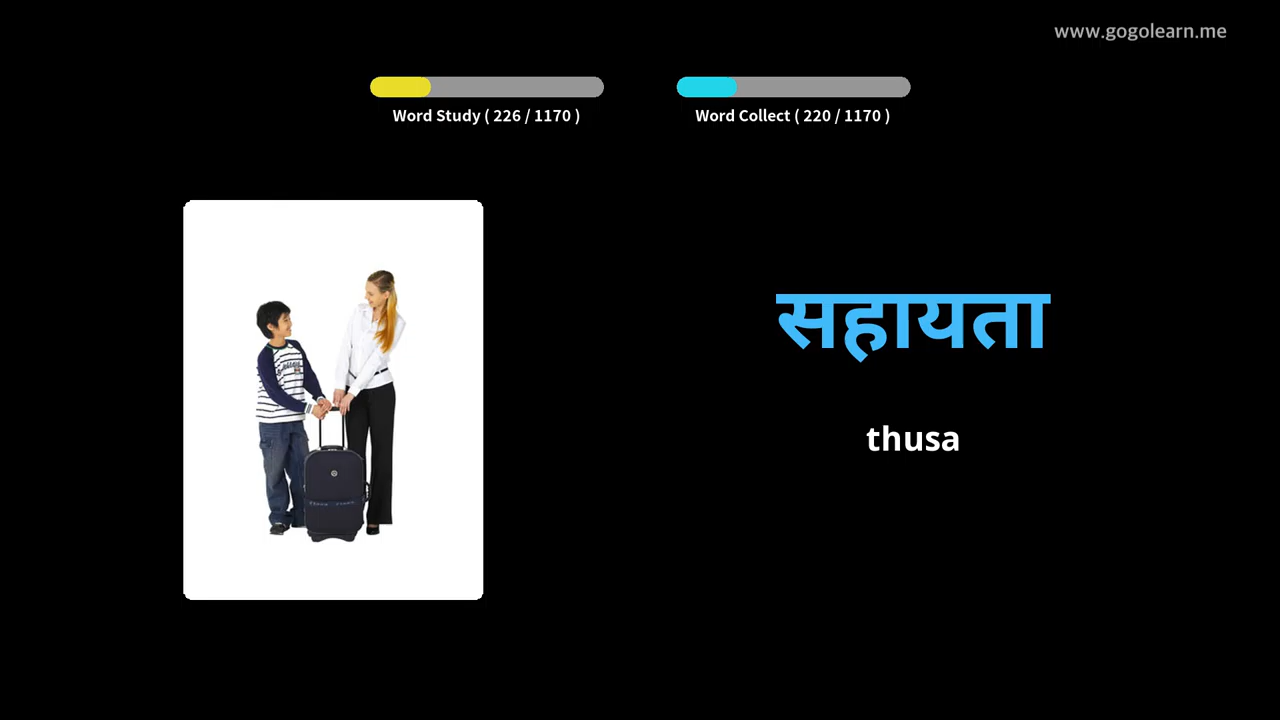 www.gogolearn.me
Word Study ( 226 / 1170 )
Word Collect ( 220 / 1170 )
सहायता
thusa